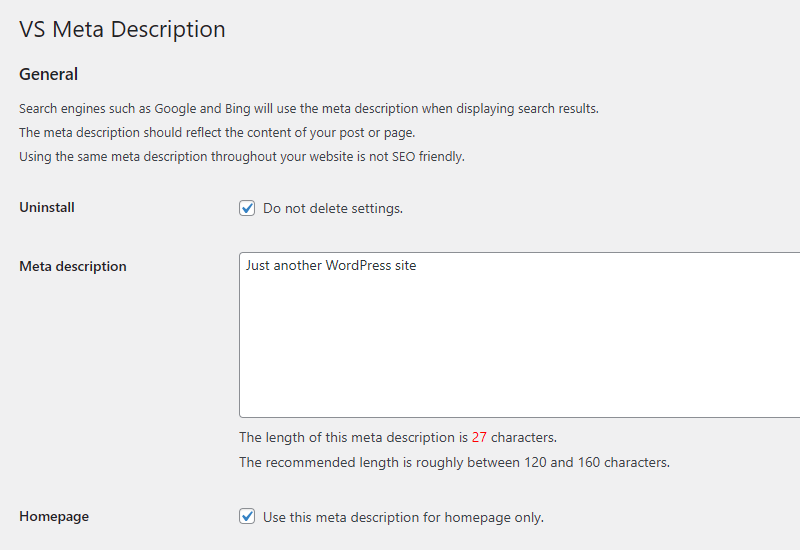 VS Meta Description
General
Search engines such as Google and Bing will use the meta description when displaying search results.
The meta description should reflect the content of your post or page.
Using the same meta description throughout your website is not SEO friendly.
Uninstall
Do not delete settings.
Meta description
Just another WordPress site
The length of this meta description is 27 characters.
The recommended length is roughly between 120 and 160 characters.
Homepage
Use this meta description for homepage only.